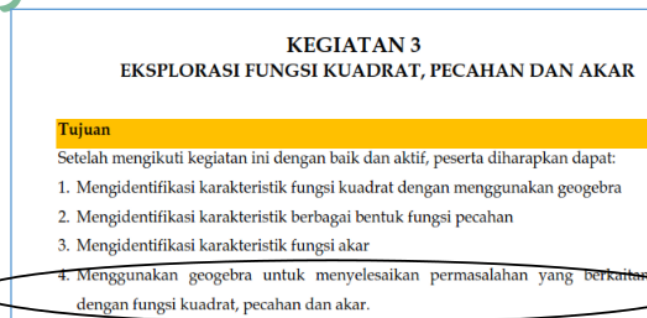 KEGIATAN 3
EKSPLORASI FUNGSI KUADRAT, PECAHAN DAN AKAR
Tujuan
Setelah mengikuti kegiatan ini dengan baik dan aktif, peserta diharapkan dapat:
1. Mengidentifikasi karakteristik fungsi kuadrat dengan menggunakan geogebra
2. Mengidentifikasi karakteristik berbagai bentuk fungsi pecahan
3. Mengidentifikasi karakteristik fungsi akar
4. Menggunakan geogebra untuk menyelesaikan permasalahan yang berkaitan
dengan fungsi kuadrat, pecahan dan akar.